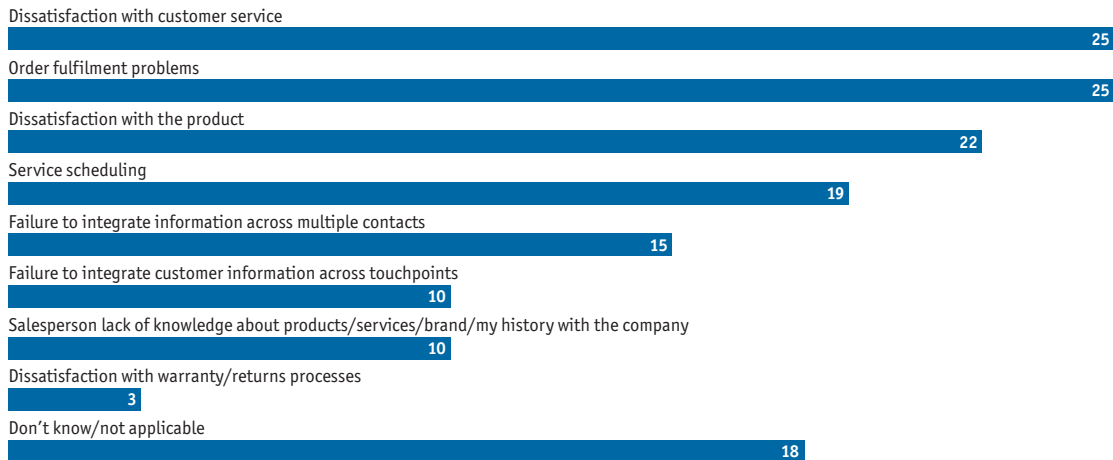 Dissatisfaction with customer service
25
Order fulfilment problems
25
Dissatisfaction with the product
22
Service scheduling
19
Failure to integrate information across multiple contacts
15
Failure to integrate customer information across touchpoints
10
Salesperson lack of knowledge about products/services/brand/my history with the company
10
Dissatisfaction with warranty/returns processes
3
Don’t know/not applicable
18